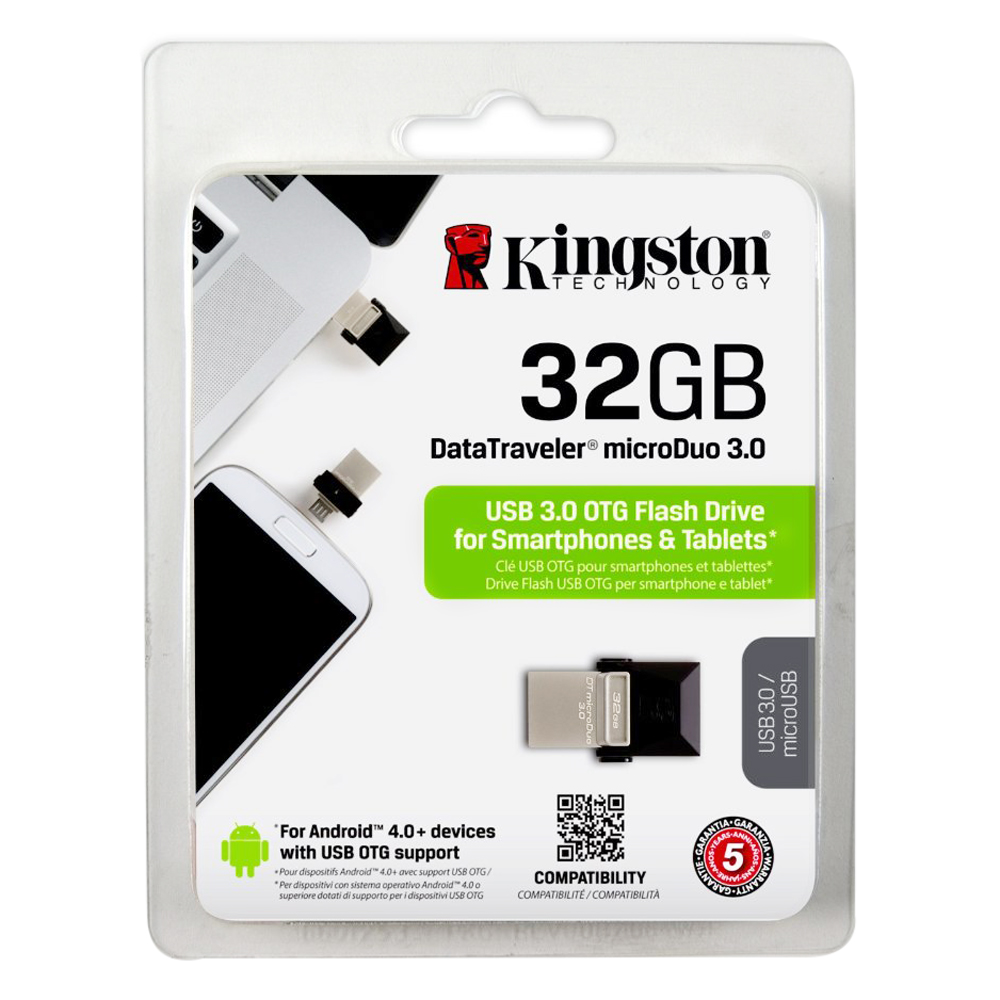 Kingston®
TECHNOLOGY
32GB
DataTraveler® microDuo 3.0
USB 3.0 OTG Flash Drive
for Smartphones & Tablets*
Clé USB OTG pour smartphones et tablettes*
Drive Flash USB OTG per smartphone e tablet*
DT microDuo
3.0
32GB
USB 3.0 /
microUSB
*For Android™ 4.0+ devices
with USB OTG support
*Pour dispositifs Android™ 4.0+ avec support USB OTG /
*Per dispositivi con sistema operativo Android™ 4.0 o
superiore dotati di supporto per i dispositivi USB OTG
COMPATIBILITY
COMPATIBILITÉ / COMPATIBILITÀ
GARANTIA•GARANZIA
GARANTIE•WARRANTY
5